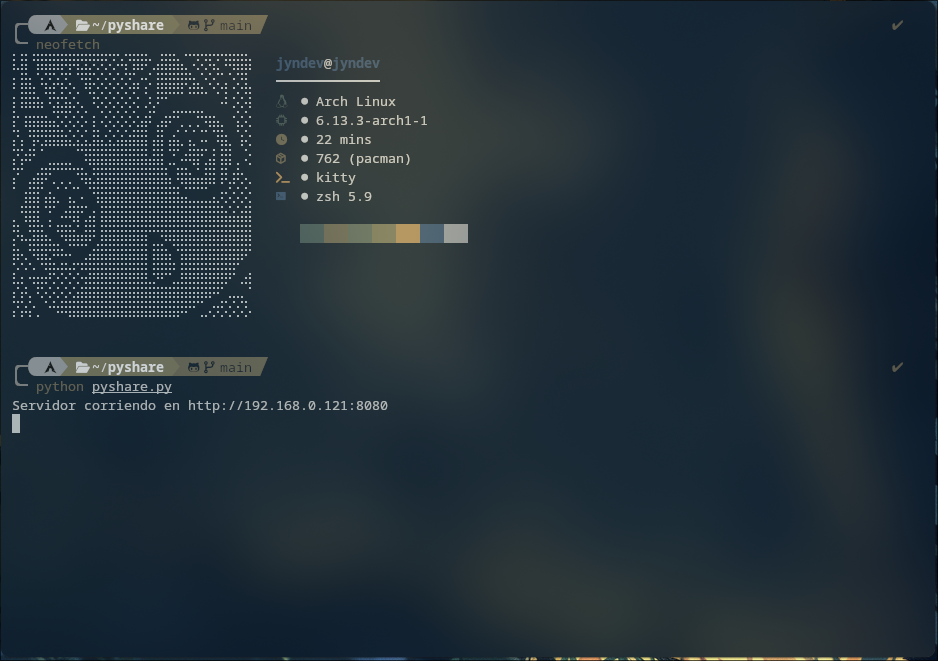 ~/pyshare main
neofetch
jyndev@jyndev
Arch Linux
6.13.3-arch1-1
22 mins
762 (pacman)
kitty
zsh 5.9
~/pyshare main
python pyshare.py
Servidor corriendo en http://192.168.0.121:8080